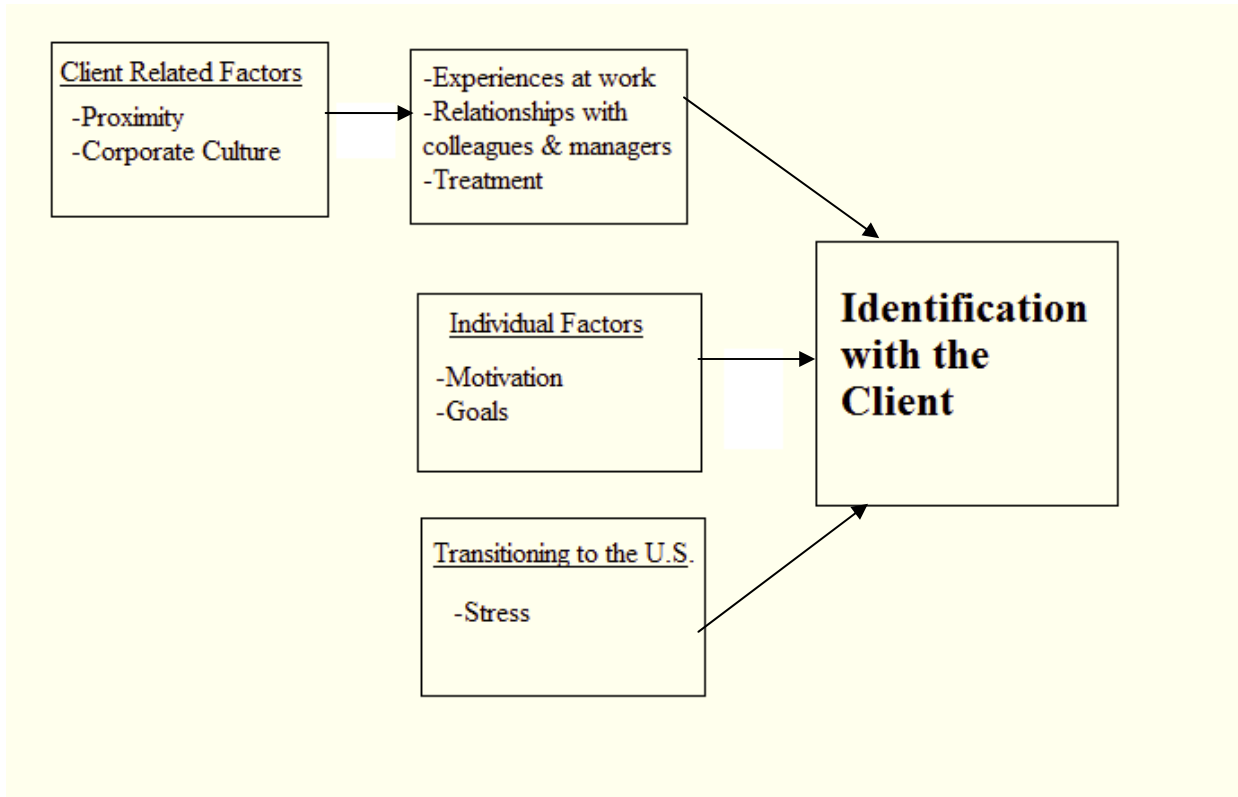 Client Related Factors
-Proximity
-Corporate Culture
-Experiences at work
-Relationships with
colleagues & managers
-Treatment
Individual Factors
-Motivation
-Goals
Transitioning to the U.S.
-Stress
Identification
with the
Client